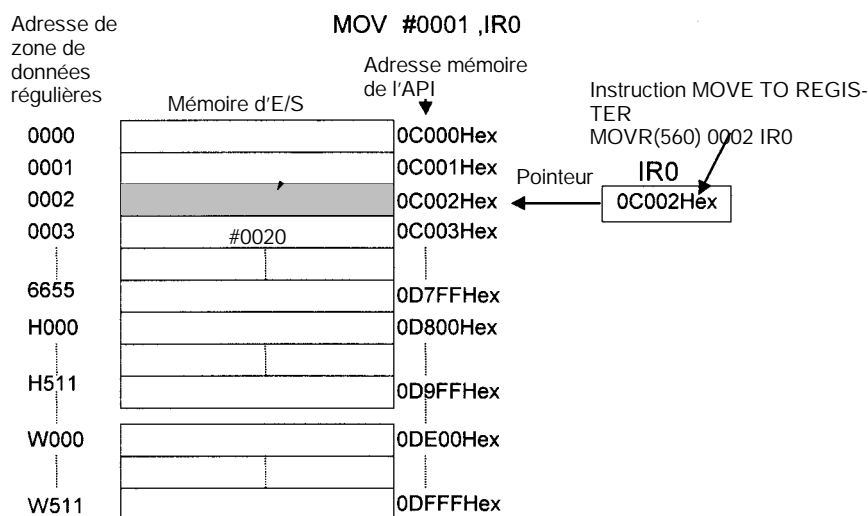 Adresse de
zone de
données
régulières
MOV #0001 ,IR0
Adresse mémoire
de l'API
Mémoire d'E/S
Instruction MOVE TO REGIS-
TER
MOVR(560) 0002 IR0
0000 0C000Hex
0001 0C001Hex
0002 0C002Hex
Pointeur
IR0
0C002Hex
0003 #0020 0C003Hex
6655 0D7FFHex
H000 0D800Hex
H511 0D9FFHex
W000 0DE00Hex
W511 0DFFFHex